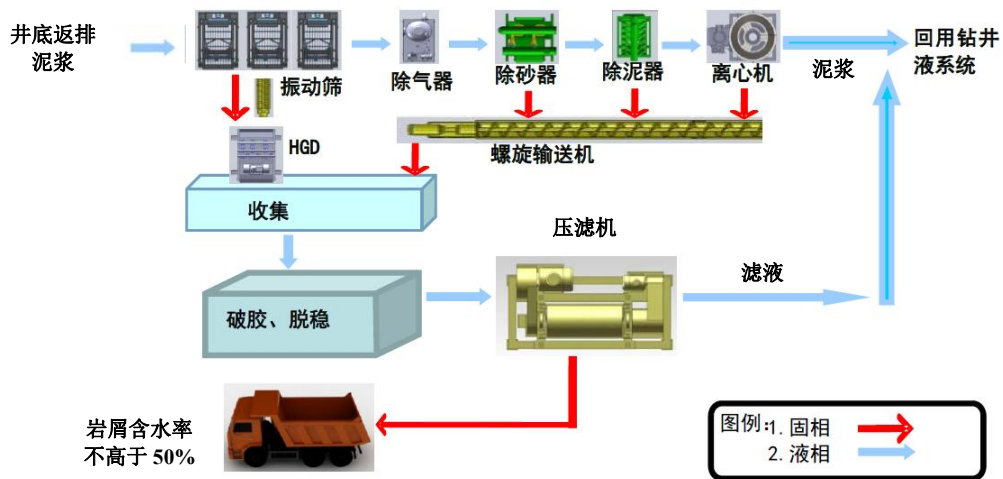 井底返排
泥浆
振动筛
除气器
除砂器
除泥器
离心机
泥浆
回用钻井
液系统
HGD
螺旋输送机
收集
压滤机
滤液
破胶、脱稳
岩屑含水率
不高于 50%
图例:1. 固相
2. 液相